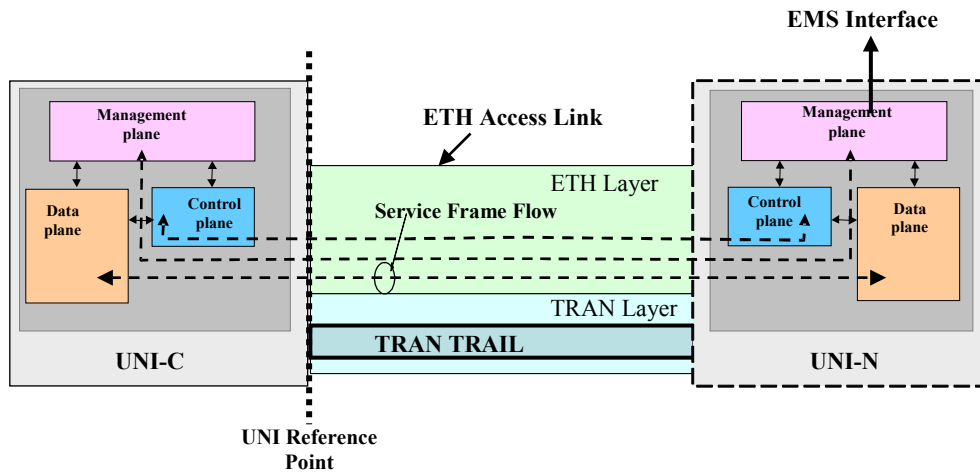 EMS Interface
Management
plane
ETH Access Link
Management
plane
ETH Layer
Data
plane
Control
plane
Service Frame Flow
Control
plane
Data
plane
TRAN Layer
TRAN TRAIL
UNI-C
UNI-N
UNI Reference
Point